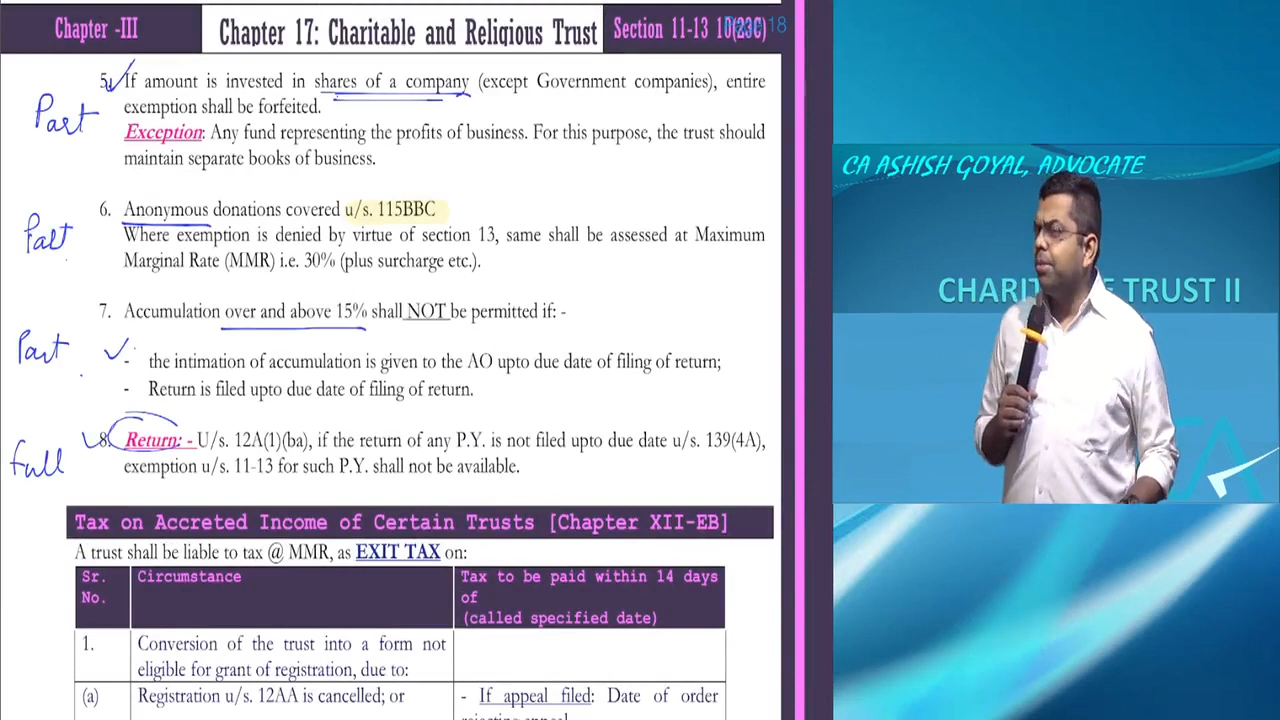 Chapter -III
Chapter 17: Charitable and Religious Trust
Section 11-13 10(23C)
Page 18
5. If amount is invested in shares of a company (except Government companies), entire
exemption shall be forfeited.
Part
Exception: Any fund representing the profits of business. For this purpose, the trust should
maintain separate books of business.
6. Anonymous donations covered u/s. 115BBC
Part
Where exemption is denied by virtue of section 13, same shall be assessed at Maximum
Marginal Rate (MMR) i.e. 30% (plus surcharge etc.).
7. Accumulation over and above 15% shall NOT be permitted if: -
Part
- the intimation of accumulation is given to the AO upto due date of filing of return;
- Return is filed upto due date of filing of return.
8. Return: - U/s. 12A(1)(ba), if the return of any P.Y. is not filed upto due date u/s. 139(4A),
Full
exemption u/s. 11-13 for such P.Y. shall not be available.
Tax on Accreted Income of Certain Trusts [Chapter XII-EB]
A trust shall be liable to tax @ MMR, as EXIT TAX on:
Sr. No.
Circumstance
Tax to be paid within 14 days
of
(called specified date)
1. Conversion of the trust into a form not
eligible for grant of registration, due to:
(a) Registration u/s. 12AA is cancelled; or
- If appeal filed: Date of order
rejecting appeal
CA ASHISH GOYAL, ADVOCATE
TRUST II